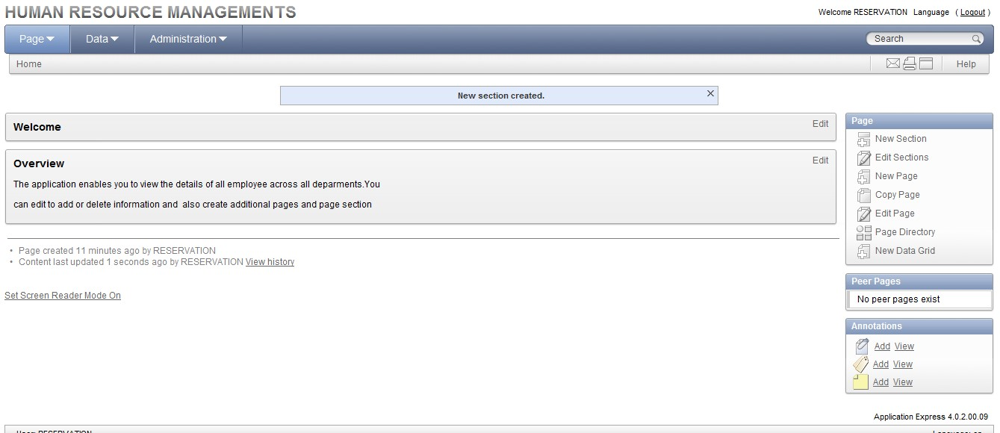 HUMAN RESOURCE MANAGEMENTS
Welcome RESERVATION Language ( Logout )
Page Data Administration Search
Home Help
New section created.
Welcome Edit
Overview Edit
The application enables you to view the details of all employee across all deparments.You
can edit to add or delete information and also create additional pages and page section
Page created 11 minutes ago by RESERVATION
Content last updated 1 seconds ago by RESERVATION View history
Set Screen Reader Mode On
Page
New Section
Edit Sections
New Page
Copy Page
Edit Page
Page Directory
New Data Grid
Peer Pages
No peer pages exist
Annotations
Add View
Add View
Add View
Application Express 4.0.2.00.09
User: RESERVATION Language: en